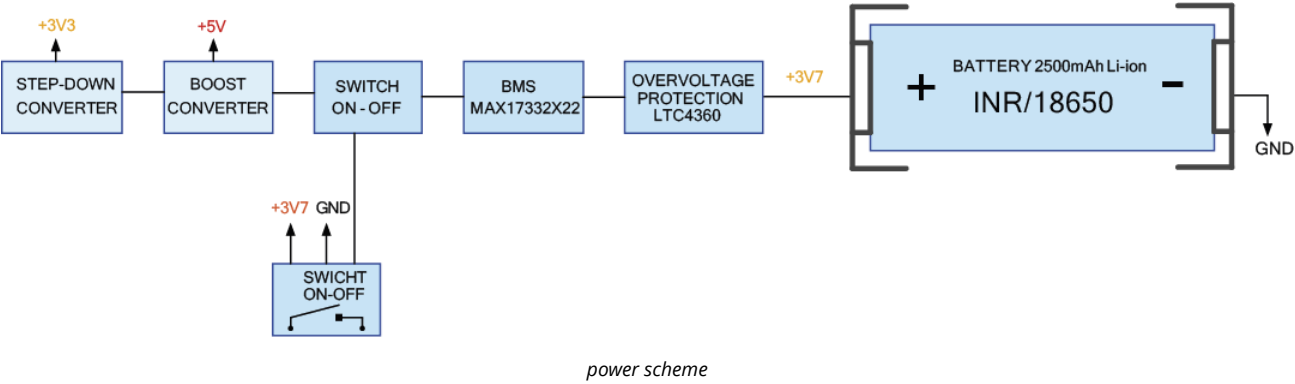 +3V3
+5V
STEP-DOWN
CONVERTER
BOOST
CONVERTER
SWITCH
ON - OFF
BMS
MAX17332X22
OVERVOLTAGE
PROTECTION
LTC4360
+3V7
+
BATTERY 2500mAh Li-ion
INR/18650
-
GND
+3V7 GND
SWICHT
ON-OFF
power scheme